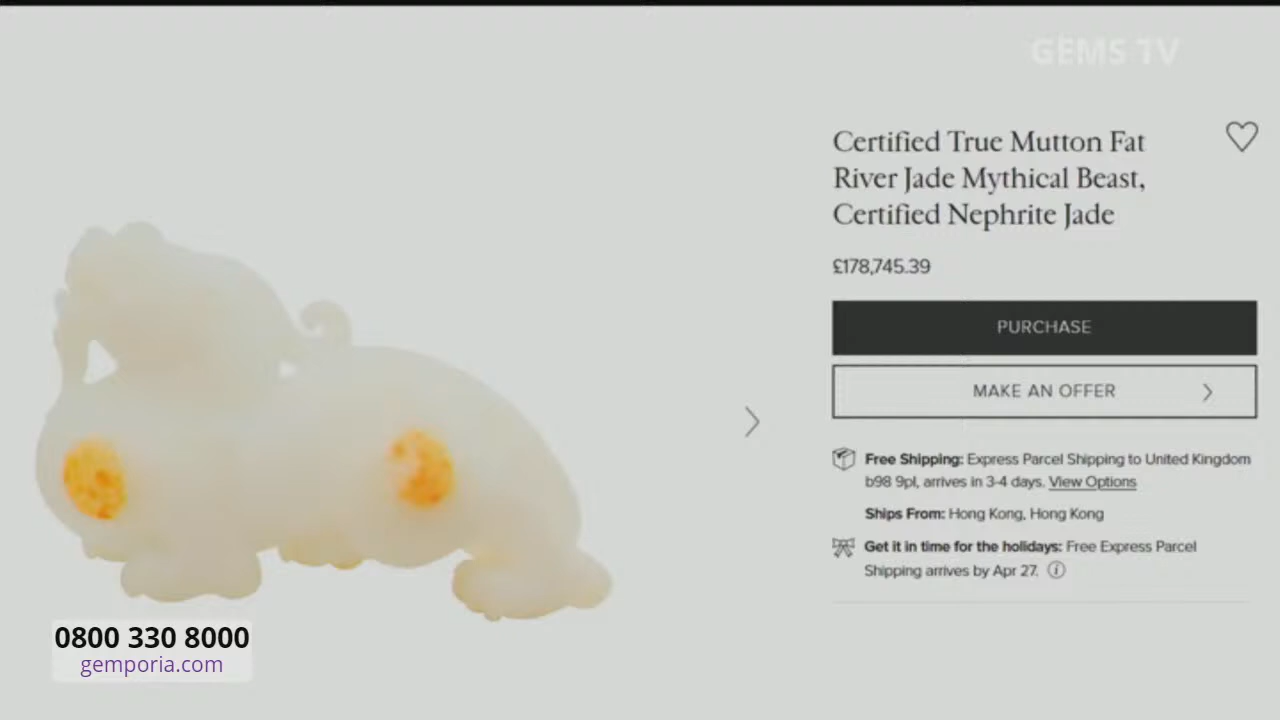 GEMS TV
Certified True Mutton Fat
River Jade Mythical Beast,
Certified Nephrite Jade
£178,745.39
PURCHASE
MAKE AN OFFER
Free Shipping: Express Parcel Shipping to United Kingdom
b98 9pl, arrives in 3-4 days. View Options
Ships From: Hong Kong, Hong Kong
Get it in time for the holidays: Free Express Parcel
Shipping arrives by Apr 27.
0800 330 8000
gemporia.com